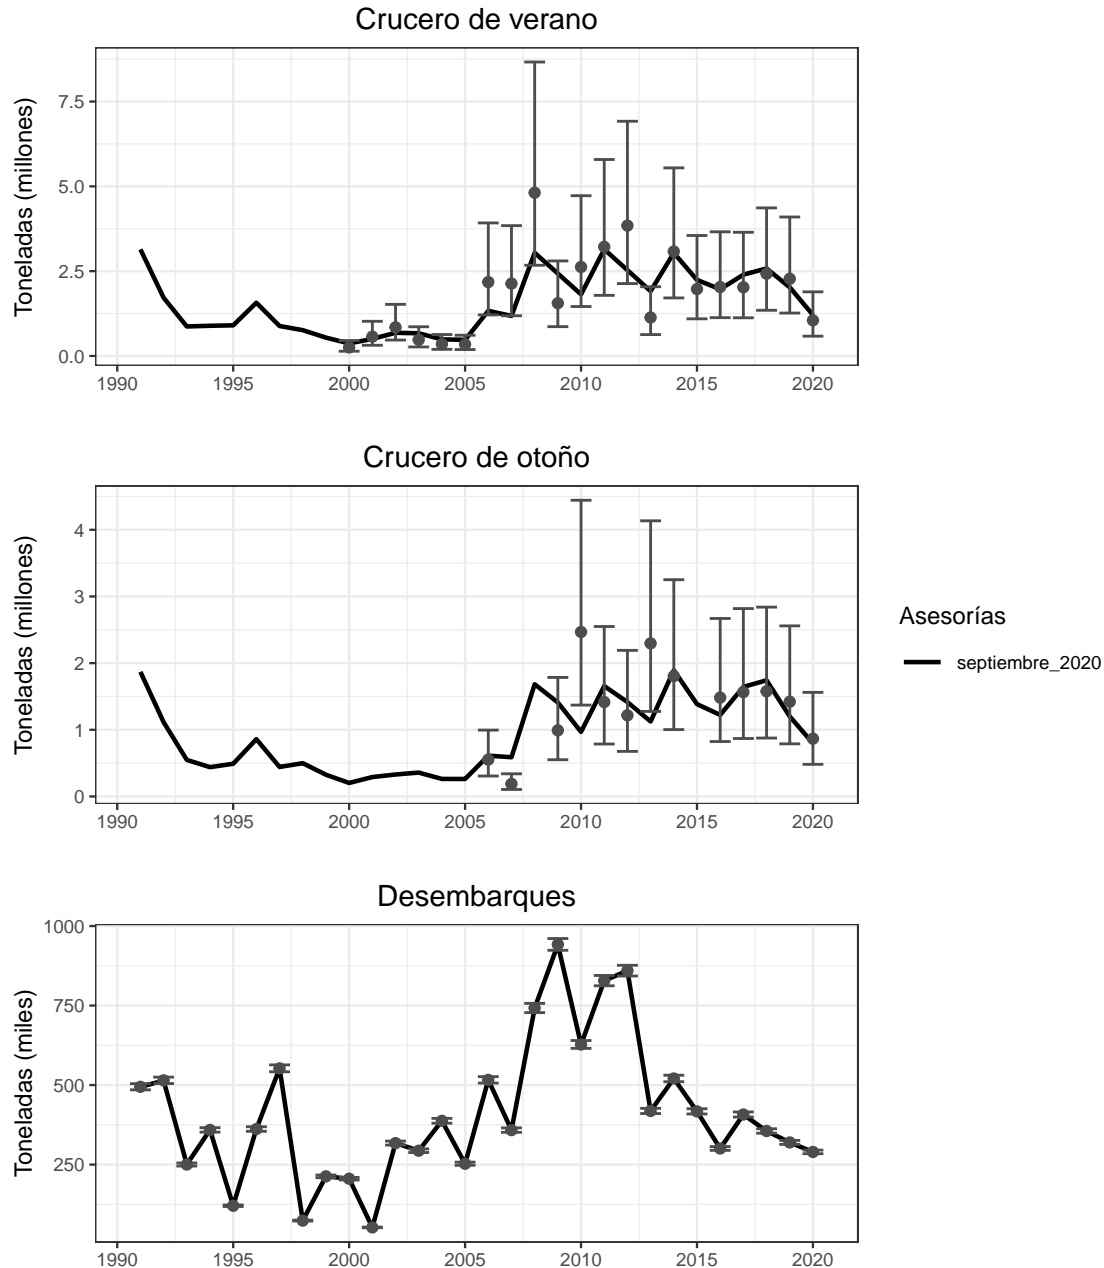 Crucero de verano
Toneladas (millones)
7.5
5.0
2.5
0.0
1990 1995 2000 2005 2010 2015 2020
Crucero de otoño
Toneladas (millones)
4
3
2
1
0
1990 1995 2000 2005 2010 2015 2020
Asesorías
septiembre_2020
Desembarques
Toneladas (miles)
1000
750
500
250
1990 1995 2000 2005 2010 2015 2020